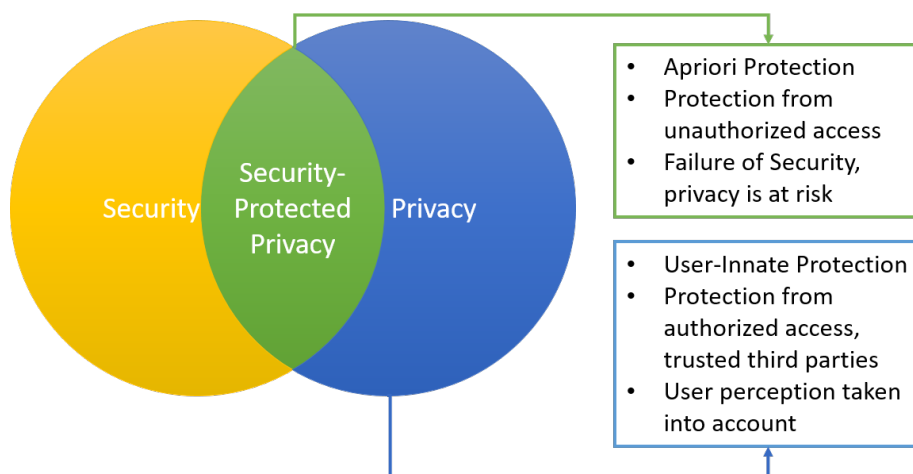 Security
Security-
Protected
Privacy
Privacy
• Apriori Protection
• Protection from
unauthorized access
• Failure of Security,
privacy is at risk
• User-Innate Protection
• Protection from
authorized access,
trusted third parties
• User perception taken
into account